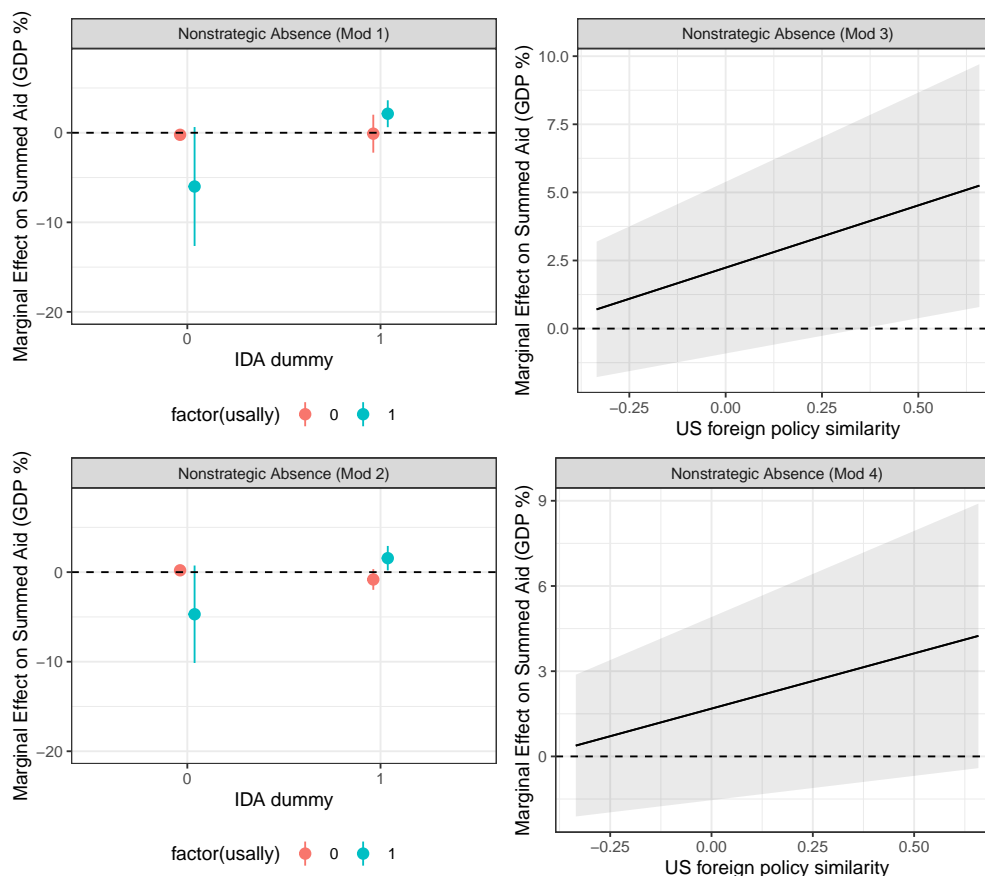 Nonstrategic Absence (Mod 1)
Marginal Effect on Summed Aid (GDP %)
0
−10
−20
0
1
IDA dummy
factor(usally)
0
1
Nonstrategic Absence (Mod 3)
Marginal Effect on Summed Aid (GDP %)
10.0
7.5
5.0
2.5
0.0
−0.25
0.00
0.25
0.50
US foreign policy similarity
Nonstrategic Absence (Mod 2)
Marginal Effect on Summed Aid (GDP %)
0
−10
−20
0
1
IDA dummy
factor(usally)
0
1
Nonstrategic Absence (Mod 4)
Marginal Effect on Summed Aid (GDP %)
9
6
3
0
−0.25
0.00
0.25
0.50
US foreign policy similarity